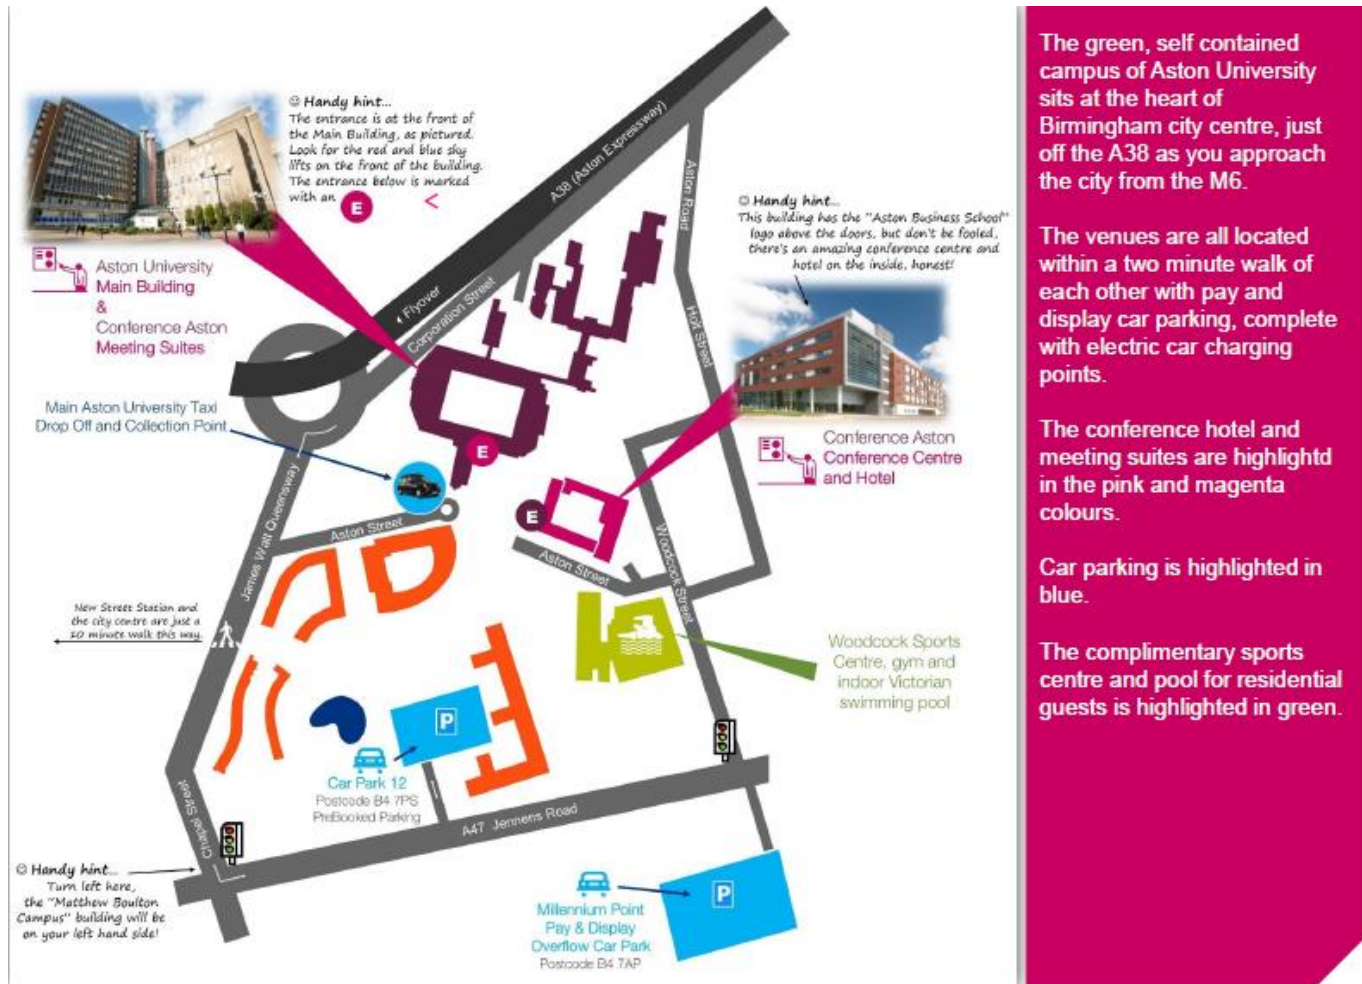 ☺ Handy hint...
The entrance is at the front of
the Main Building, as pictured.
Look for the red and blue sky
lifts on the front of the building.
The entrance below is marked
with an E <
Aston University
Main Building
&
Conference Aston
Meeting Suites
Main Aston University Taxi
Drop Off and Collection Point
A38 (Aston Expressway)
Flyover
Corporation Street
Aston Road
Holt Street
☺ Handy hint...
This building has the "Aston Business School"
logo above the doors, but don't be fooled,
there's an amazing conference centre and
hotel on the inside, honest!
Conference Aston
Conference Centre
and Hotel
E
E
James Watt Queensway
Aston Street
Aston Street
Woodcock Street
New Street Station and
the city centre are just a
10 minute walk this way.
Woodcock Sports
Centre, gym and
indoor Victorian
swimming pool
P
Car Park 12
Postcode B4 7PS
PreBooked Parking
Chapel Street
A47 Jennens Road
☺ Handy hint...
Turn left here,
the "Matthew Boulton
Campus" building will be
on your left hand side!
P
Millennium Point
Pay & Display
Overflow Car Park
Postcode B4 7AP
The green, self contained
campus of Aston University
sits at the heart of
Birmingham city centre, just
off the A38 as you approach
the city from the M6.
The venues are all located
within a two minute walk of
each other with pay and
display car parking, complete
with electric car charging
points.
The conference hotel and
meeting suites are highlightd
in the pink and magenta
colours.
Car parking is highlighted in
blue.
The complimentary sports
centre and pool for residential
guests is highlighted in green.